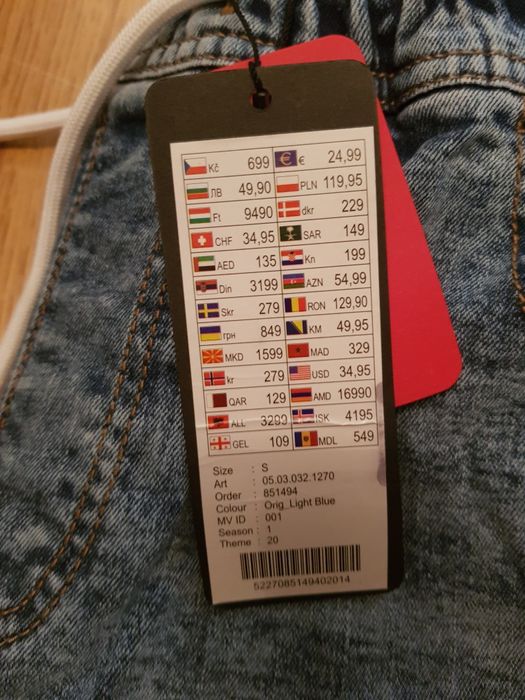 Kč 699 € 24,99
ЛВ 49,90 PLN 119,95
Ft 9490 dkr 229
CHF 34,95 SAR 149
AED 135 Kn 199
Din 3199 AZN 54,99
Skr 279 RON 129,90
грн 849 KM 49,95
MKD 1599 MAD 329
kr 279 USD 34,95
QAR 129 AMD 16990
ALL 3299 ISK 4195
GEL 109 MDL 549
Size : S
Art : 05.03.032.1270
Order : 851494
Colour : Orig_Light Blue
MV ID : 001
Season : 1
Theme : 20
5227085149402014